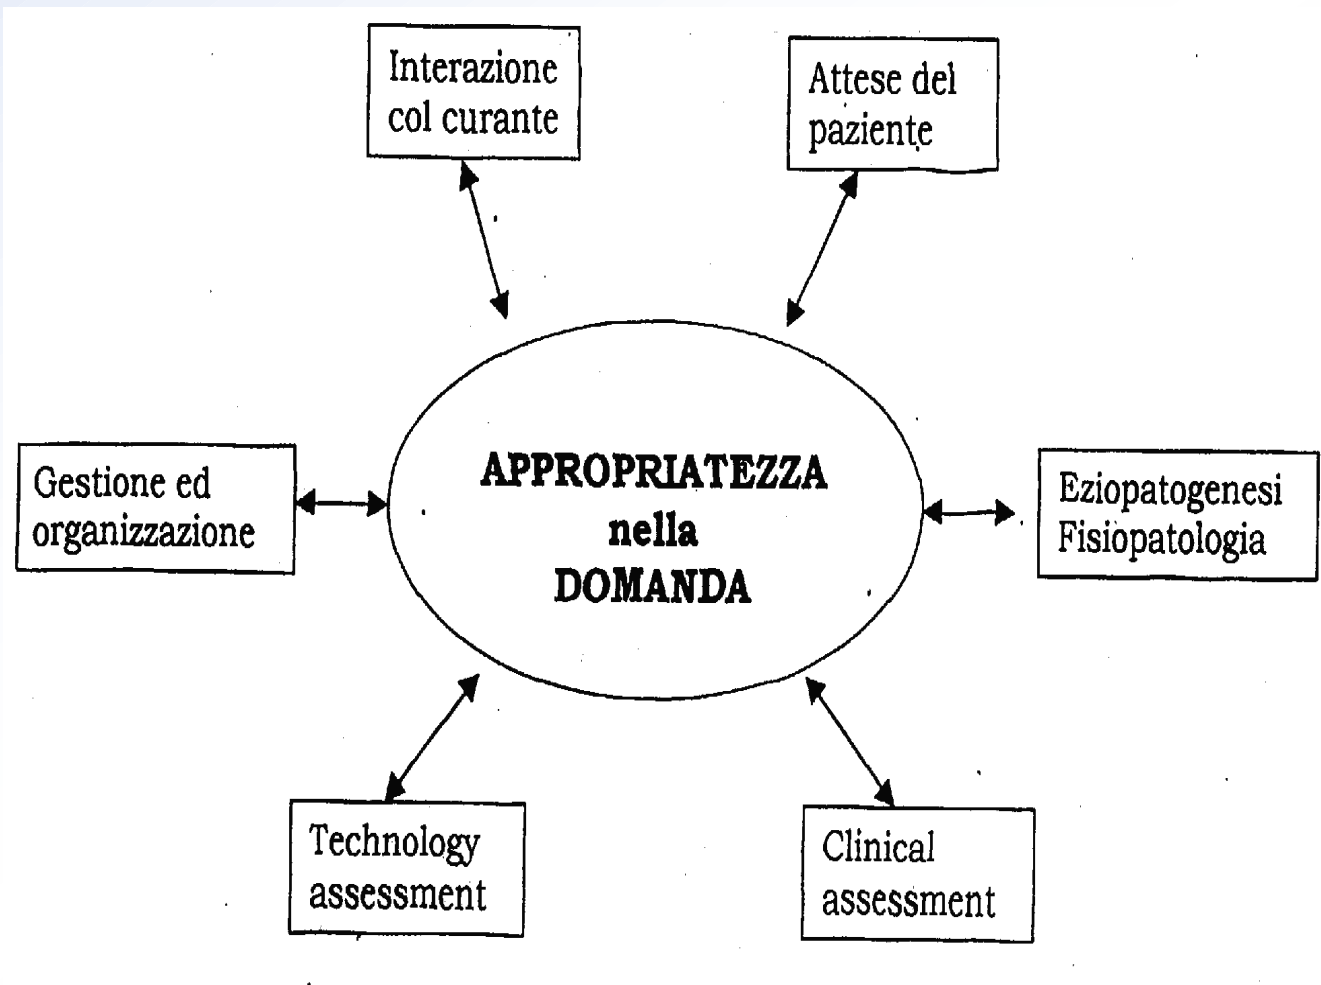 Interazione
col curante
Attese del
paziente
Gestione ed
organizzazione
APPROPRIATEZZA
nella
DOMANDA
Eziopatogenesi
Fisiopatologia
Technology
assessment
Clinical
assessment